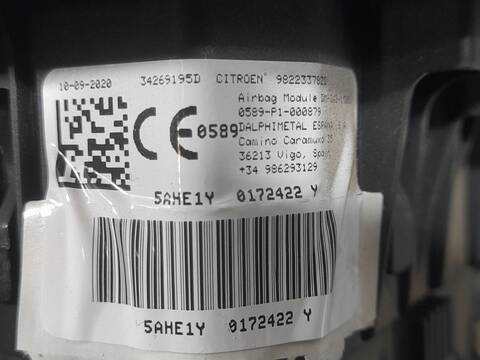 10-09-2020 34269195D CITROEN
Airbag Module
0589-P1-000879
CE 0589 DALPHIMETAL ESPAÑA S.A.
Camino Caramuxo
36213 Vigo, Spain
+34 986293129
5AHE1Y 0172422 Y
5AHE1Y 0172422 Y